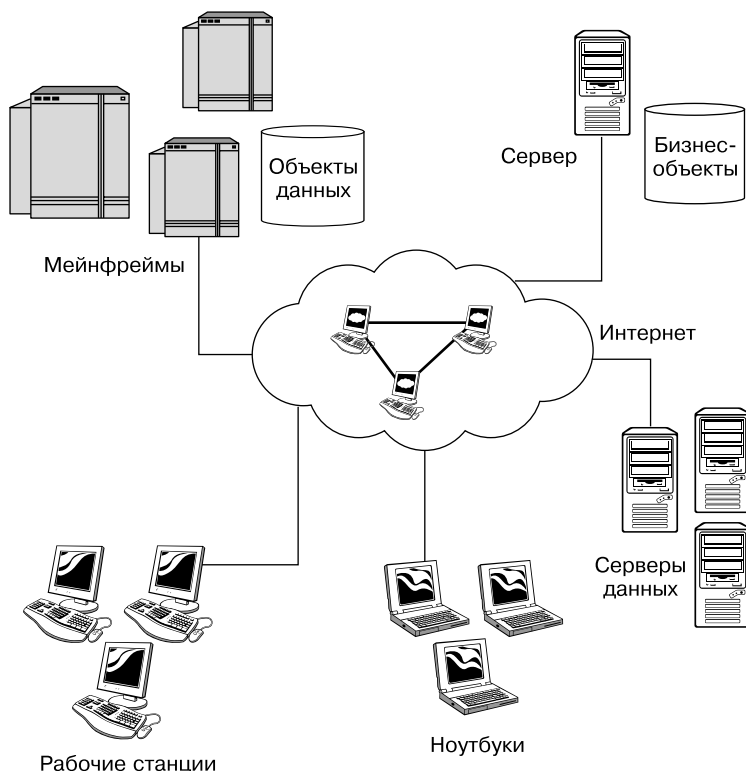 Объекты
данных
Сервер
Бизнес-
объекты
Мейнфреймы
Интернет
Серверы
данных
Ноутбуки
Рабочие станции